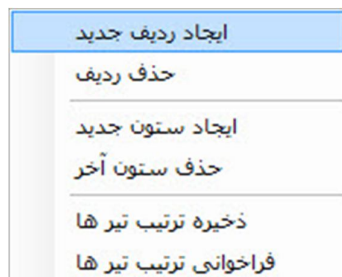 ایجاد ردیف جدید
حذف ردیف
ایجاد ستون جدید
حذف ستون آخر
ذخیره ترتیب تیر ها
فراخوانی ترتیب تیر ها